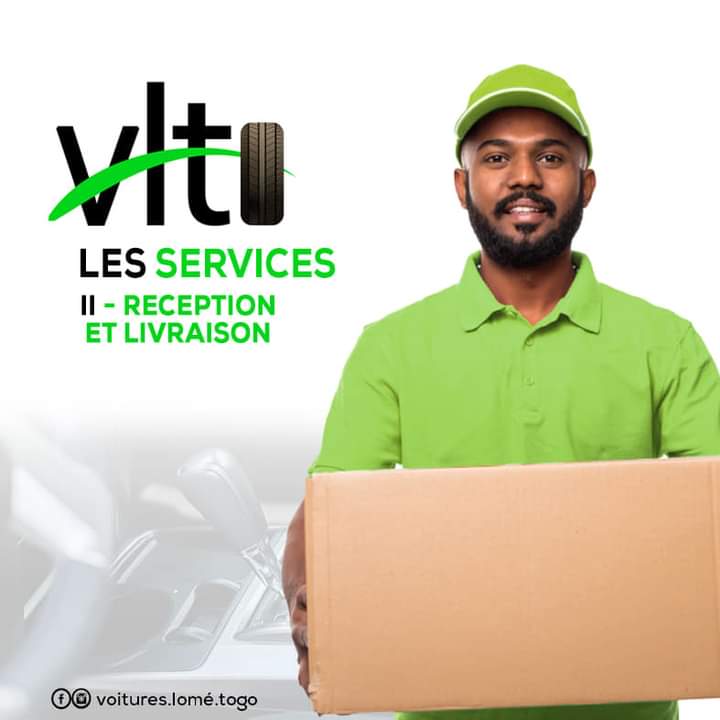 vlt
LES SERVICES
II - RECEPTION
ET LIVRAISON
voitures.lomé.togo